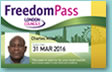 FreedomPass
LONDON
COUNCILS
31 MAR 2016